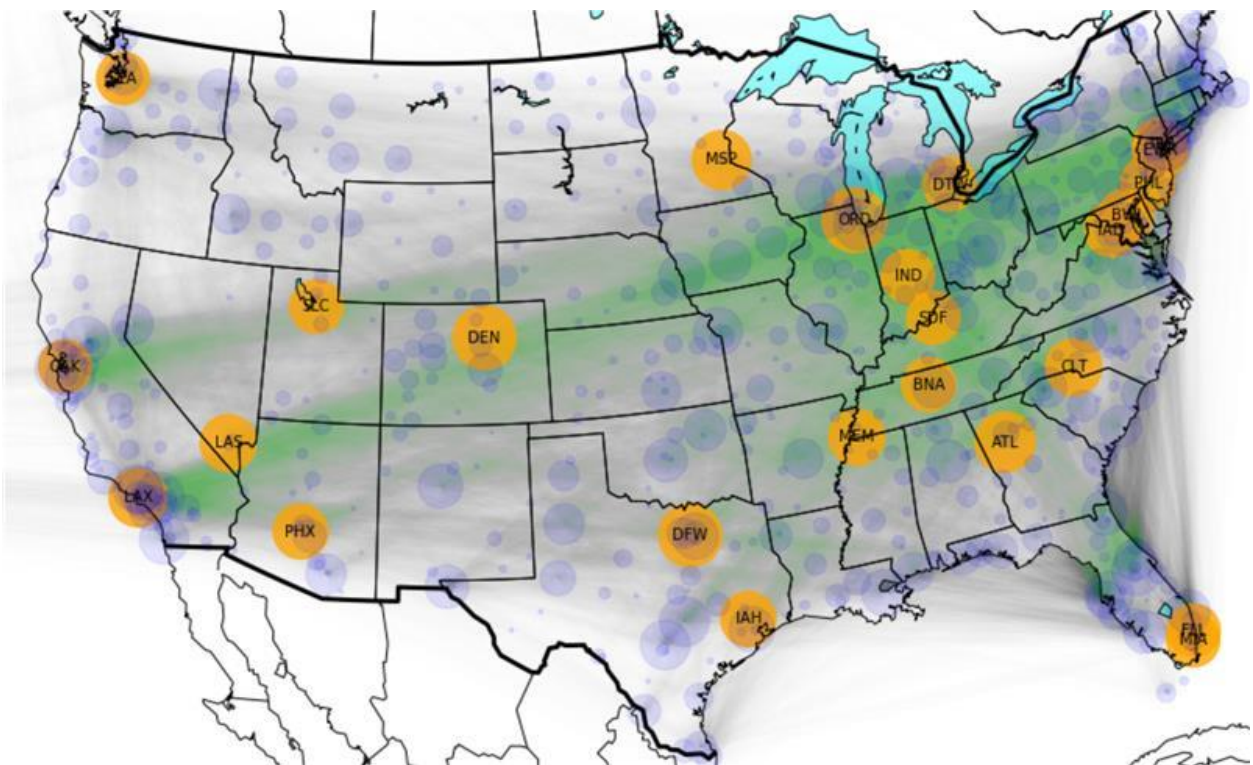 MSP
DTW
PHL
ORD
IAD
IND
SLC
SDF
DEN
OAK
CLT
BNA
LAS
MEM
ATL
LAX
PHX
DFW
IAH
MIA